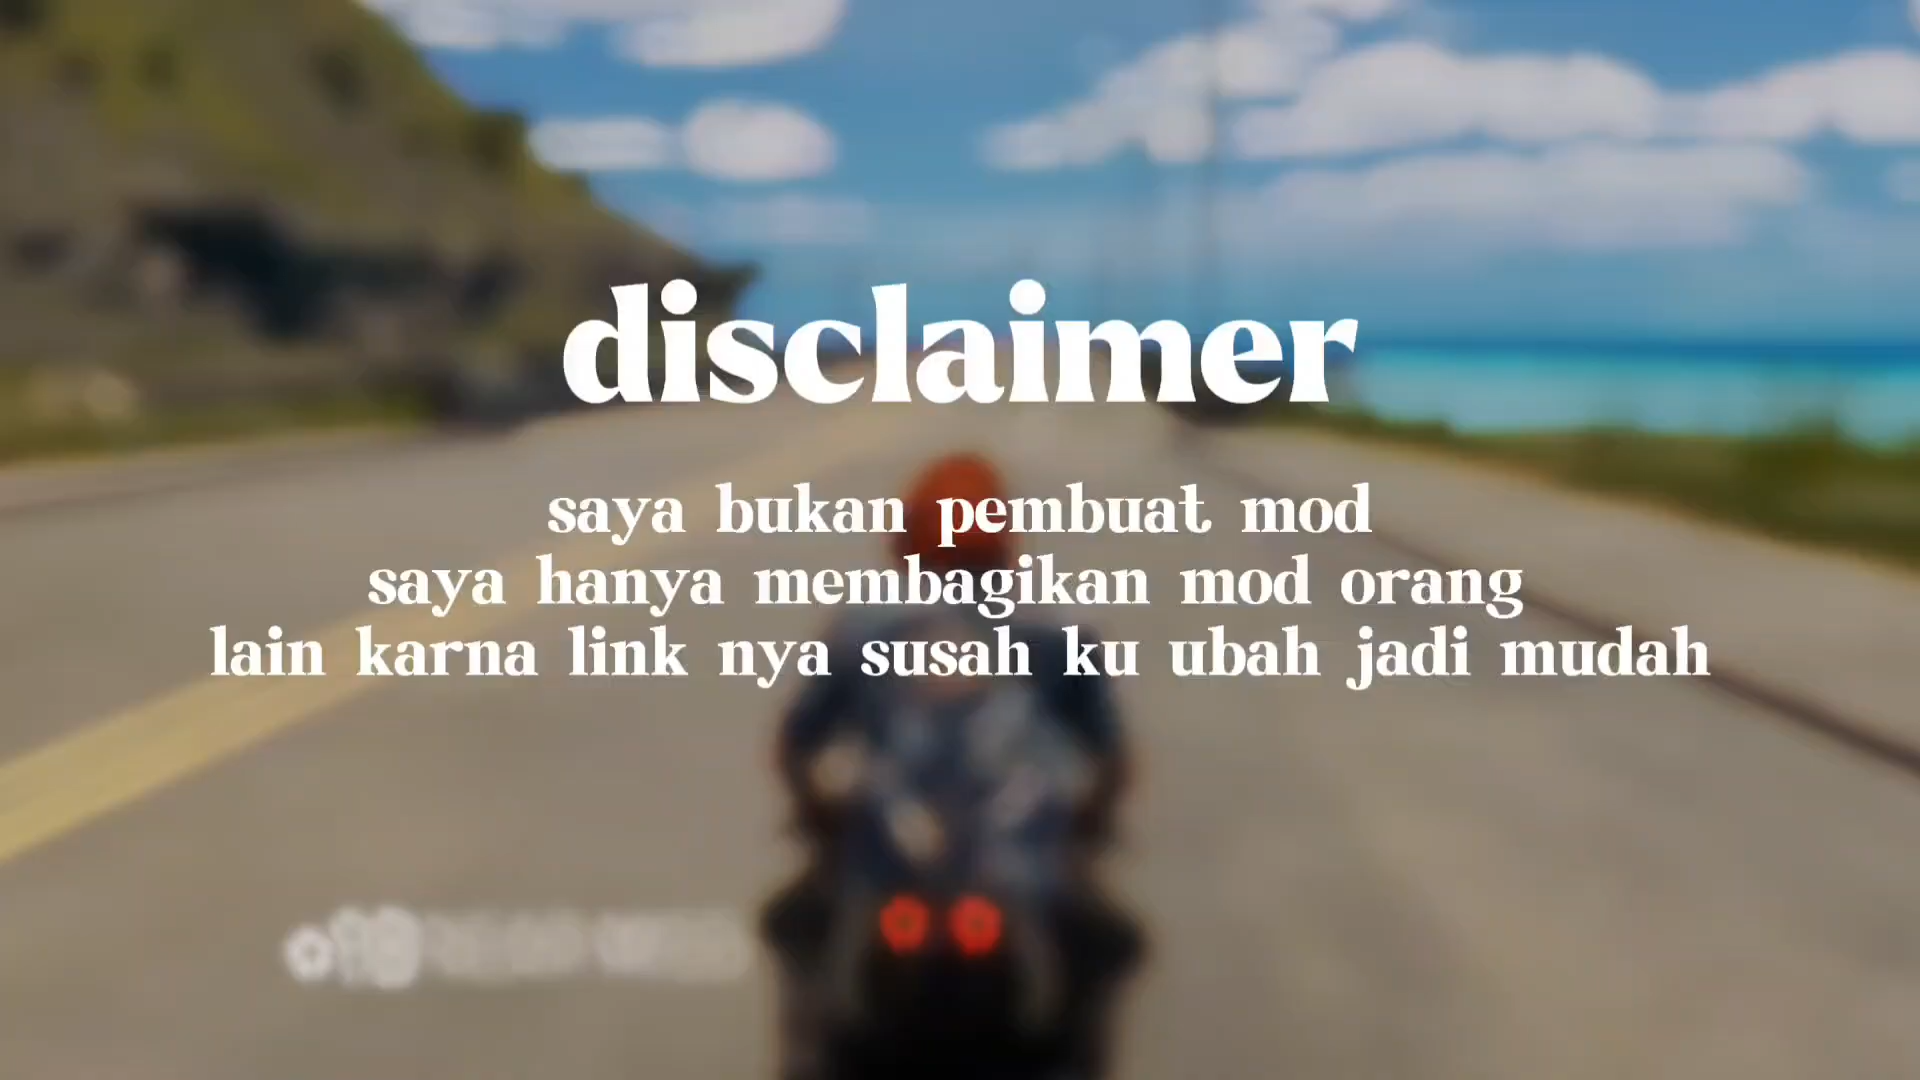 disclaimer
saya bukan pembuat mod
saya hanya membagikan mod orang
lain karna link nya susah ku ubah jadi mudah